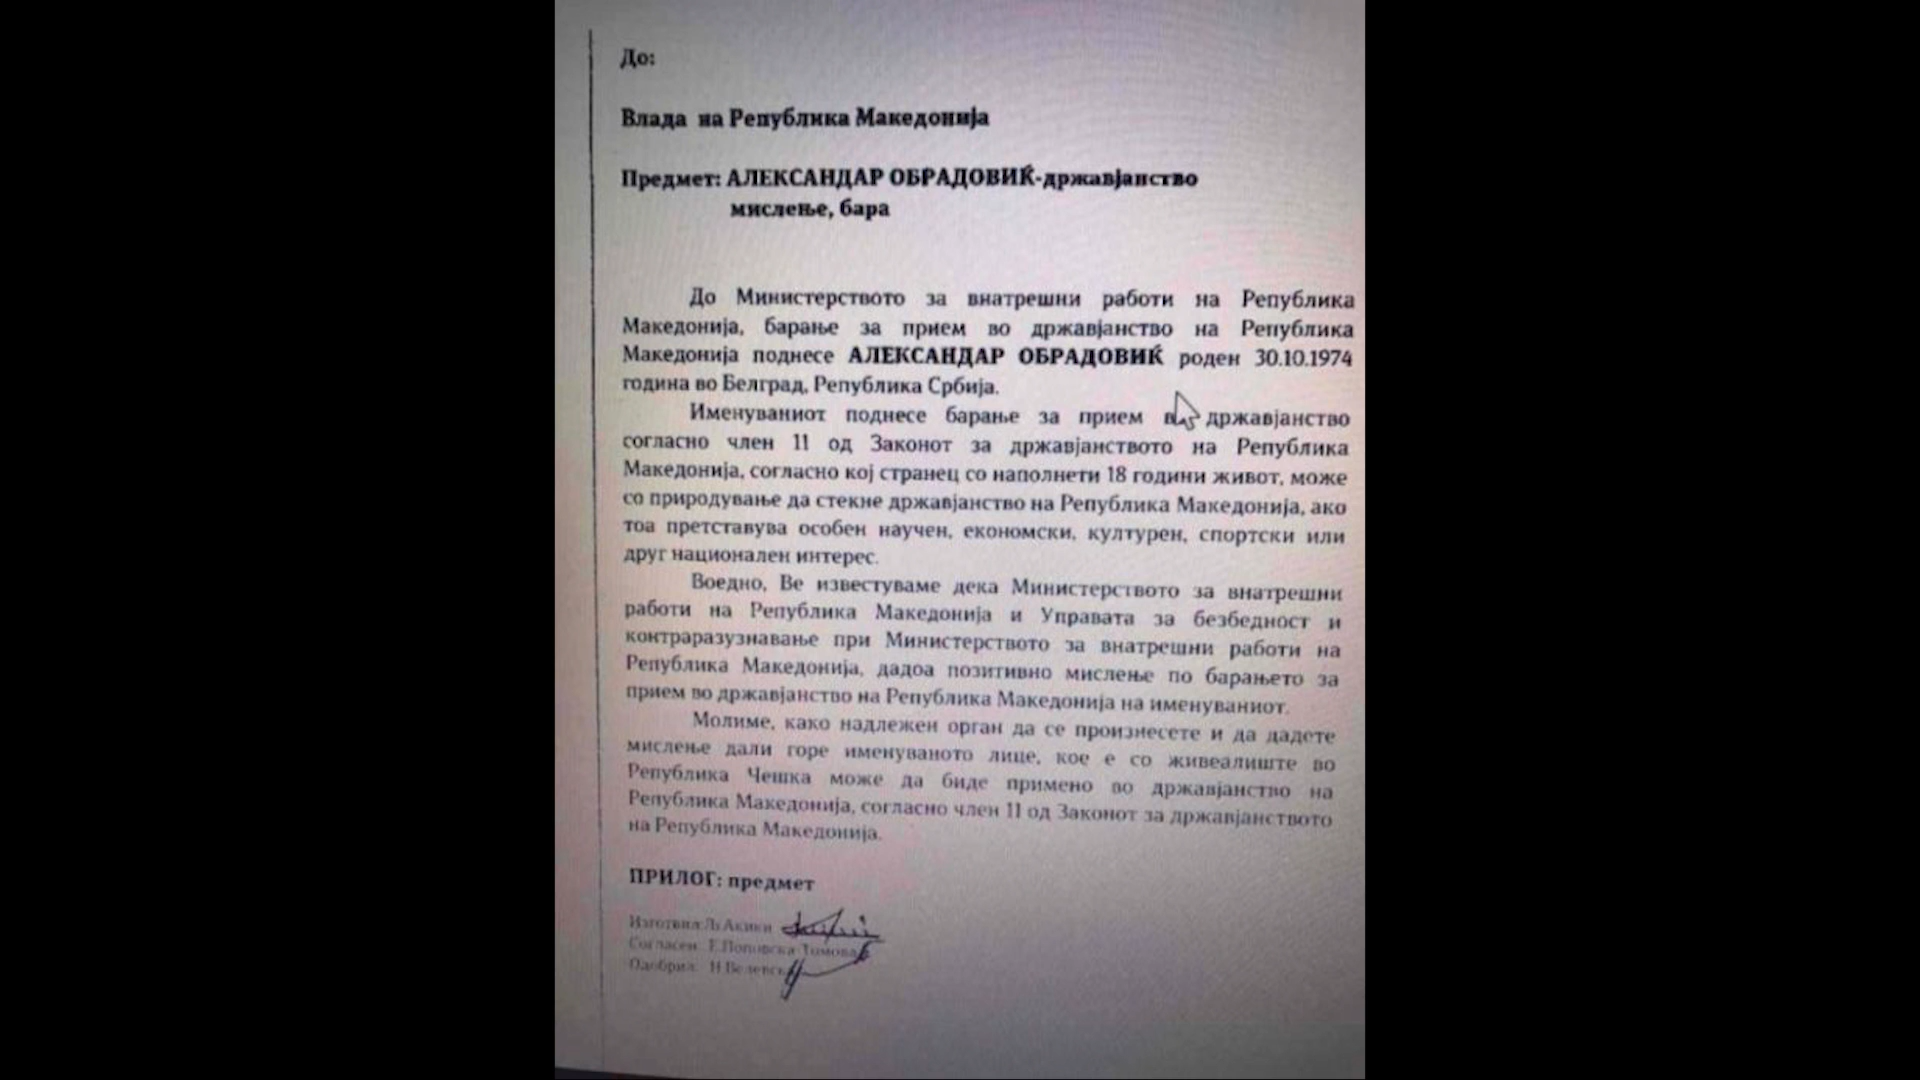 До:
Влада на Република Македонија
Предмет: АЛЕКСАНДАР ОБРАДОВИЌ-државјанство
мислење, бара
До Министерството за внатрешни работи на Република
Македонија, барање за прием во државјанство на Република
Македонија поднесе АЛЕКСАНДАР ОБРАДОВИЌ роден 30.10.1974
година во Белград, Република Србија.
Именуваниот поднесе барање за прием државјанство
согласно член 11 од Законот за државјанството на Република
Македонија, согласно кој странец со наполнети 18 години живот, може
со природување да стекне државјанство на Република Македонија, ако
тоа претставува особен научен, економски, културен, спортски или
друг национален интерес.
Воедно, Ве известуваме дека Министерството за внатрешни
работи на Република Македонија и Управата за безбедност и
контраразузнавање при Министерството за внатрешни работи на
Република Македонија, дадоа позитивно мислење по барањето за
прием во државјанство на Република Македонија на именуваниот.
Молиме, како надлежен орган да се произнесете и да дадете
мислење дали горе именуваното лице, кое е со живеалиште во
Република Чешка може да биде примено во државјанство на
Република Македонија, согласно член 11 од Законот за државјанството
на Република Македонија.
ПРИЛОГ: предмет
Изготвил: Љ Акики
Согласен: Е.Поповска Томова
Одобрил: Н